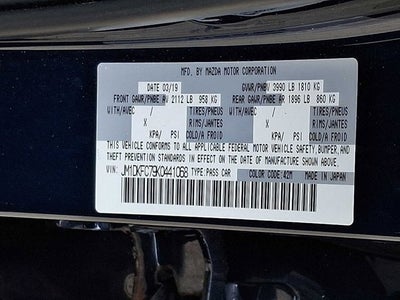 MFD. BY MAZDA MOTOR CORPORATION
DATE 03/19 GVWR/PNBV 3990 LB 1810 KG
FRONT GAWR/PNBE AV 2112 LB 958 KG REAR GAWR/PNBE AR 1896 LB 860 KG
WITH/AVEC / TIRES/PNEUS WITH/AVEC / TIRES/PNEUS
X RIMS/JANTES X RIMS/JANTES
KPA/ PSI COLD/A FROID KPA/ PSI COLD/A FROID
THIS VEHICLE CONFORMS TO ALL APPLICABLE FEDERAL MOTOR VEHICLE SAFETY, BUMPER, AND
THEFT PREVENTION STANDARDS IN EFFECT ON THE DATE OF MANUFACTURE SHOWN ABOVE.
VIN: JM1DKFC79K0441068 TYPE: PASS CAR COLOR CODE: 42M MADE IN JAPAN